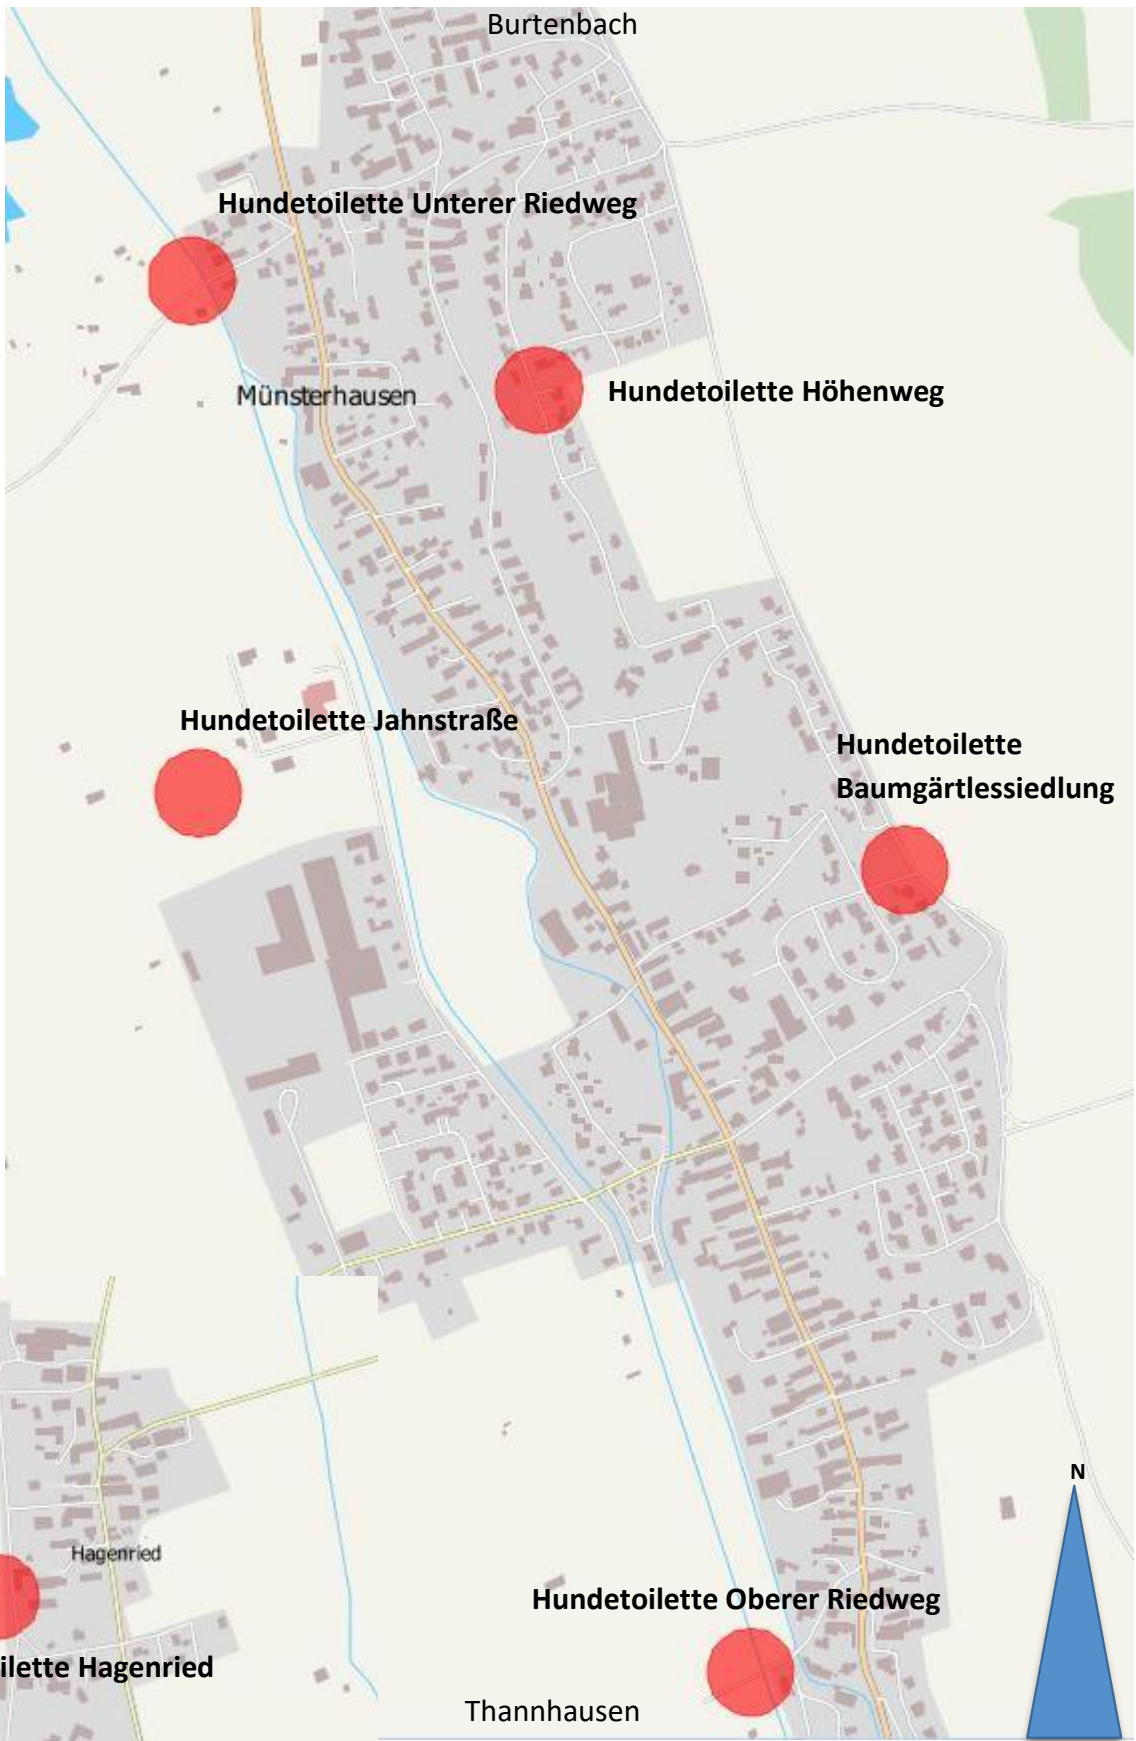 Burtenbach
Hundetoilette Unterer Riedweg
Münsterhausen
Hundetoilette Höhenweg
Hundetoilette Jahnstraße
Hundetoilette
Baumgärtlessiedlung
N
Hagenried
Hundetoilette Oberer Riedweg
ilette Hagenried
Thannhausen